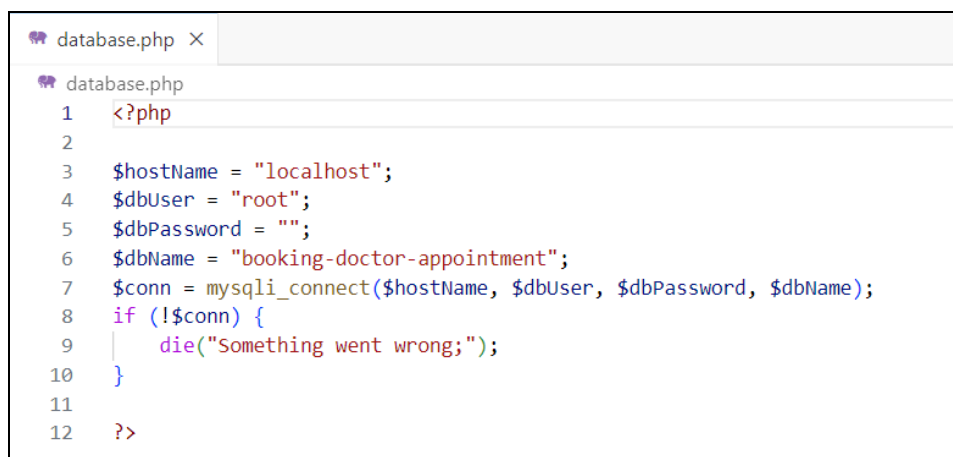 database.php ×
database.php
1 <?php
2
3 $hostName = "localhost";
4 $dbUser = "root";
5 $dbPassword = "";
6 $dbName = "booking-doctor-appointment";
7 $conn = mysqli_connect($hostName, $dbUser, $dbPassword, $dbName);
8 if (!$conn) {
9     die("Something went wrong;");
10 }
11
12 ?>